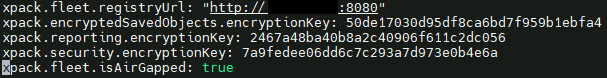 xpack.fleet.registryUrl: "http:// :8080"
xpack.encryptedSavedObjects.encryptionKey: 50de17030d95df8ca6bd7f959b1ebfa4
xpack.reporting.encryptionKey: 2467a48ba40b8a2c40906f611c2dc056
xpack.security.encryptionKey: 7a9fedee06dd6c7c293a7d973e0b4e6a
xpack.fleet.isAirGapped: true